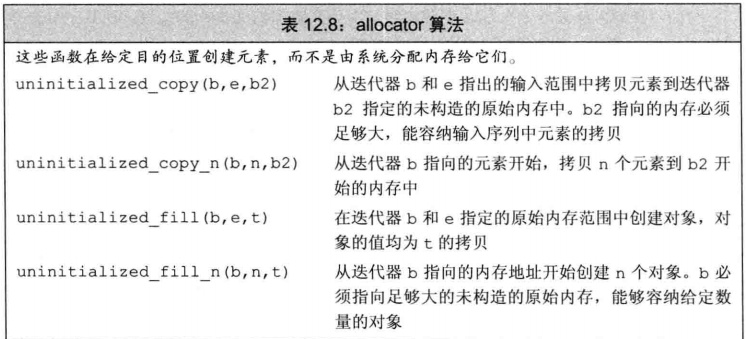 表 12.8：allocator 算法
这些函数在给定目的位置创建元素，而不是由系统分配内存给它们。
uninitialized_copy(b,e,b2) 从迭代器 b 和 e 指出的输入范围中拷贝元素到迭代器
b2 指定的未构造的原始内存中。b2 指向的内存必须
足够大，能容纳输入序列中元素的拷贝
uninitialized_copy_n(b,n,b2) 从迭代器 b 指向的元素开始，拷贝 n 个元素到 b2 开
始的内存中
uninitialized_fill(b,e,t) 在迭代器 b 和 e 指定的原始内存范围中创建对象，对
象的值均为 t 的拷贝
uninitialized_fill_n(b,n,t) 从迭代器 b 指向的内存地址开始创建 n 个对象。b 必
须指向足够大的未构造的原始内存，能够容纳给定数
量的对象